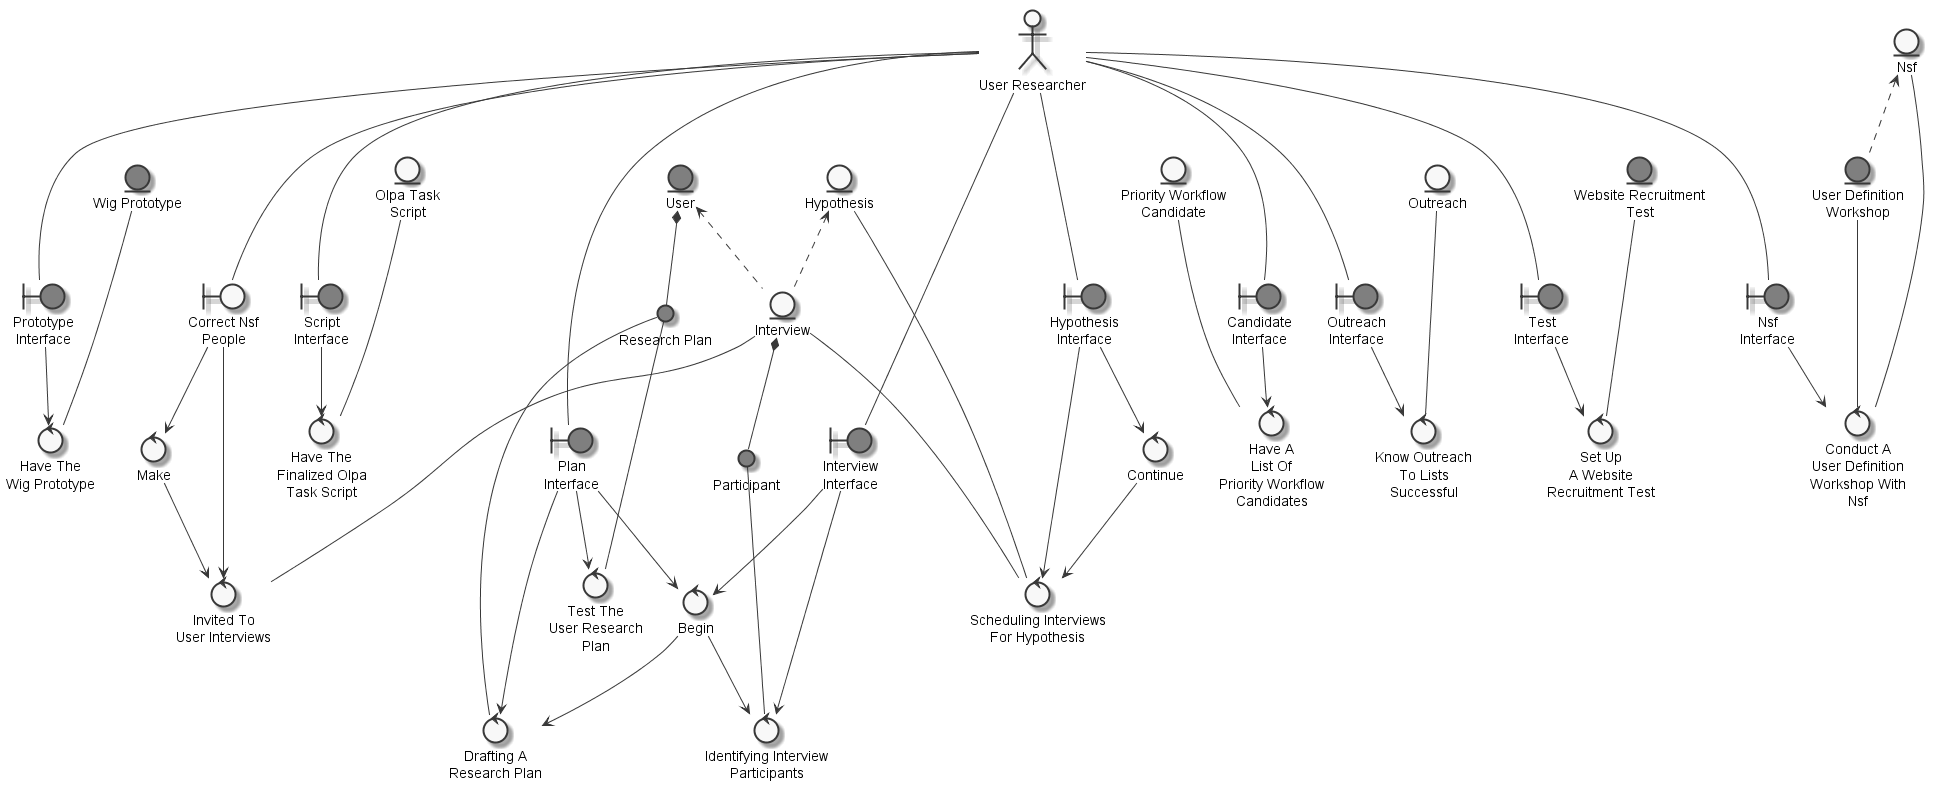 User Researcher
Nsf
Wig Prototype
Olpa Task
Script
User
Hypothesis
Priority Workflow
Candidate
Outreach
Website Recruitment
Test
User Definition
Workshop
Prototype
Interface
Correct Nsf
People
Script
Interface
Research Plan
Interview
Hypothesis
Interface
Candidate
Interface
Outreach
Interface
Test
Interface
Nsf
Interface
Have The
Wig Prototype
Make
Have The
Finalized Olpa
Task Script
Plan
Interface
Participant
Interview
Interface
Continue
Have A
List Of
Priority Workflow
Candidates
Know Outreach
To Lists
Successful
Set Up
A Website
Recruitment Test
Conduct A
User Definition
Workshop With
Nsf
Invited To
User Interviews
Test The
User Research
Plan
Begin
Scheduling Interviews
For Hypothesis
Drafting A
Research Plan
Identifying Interview
Participants